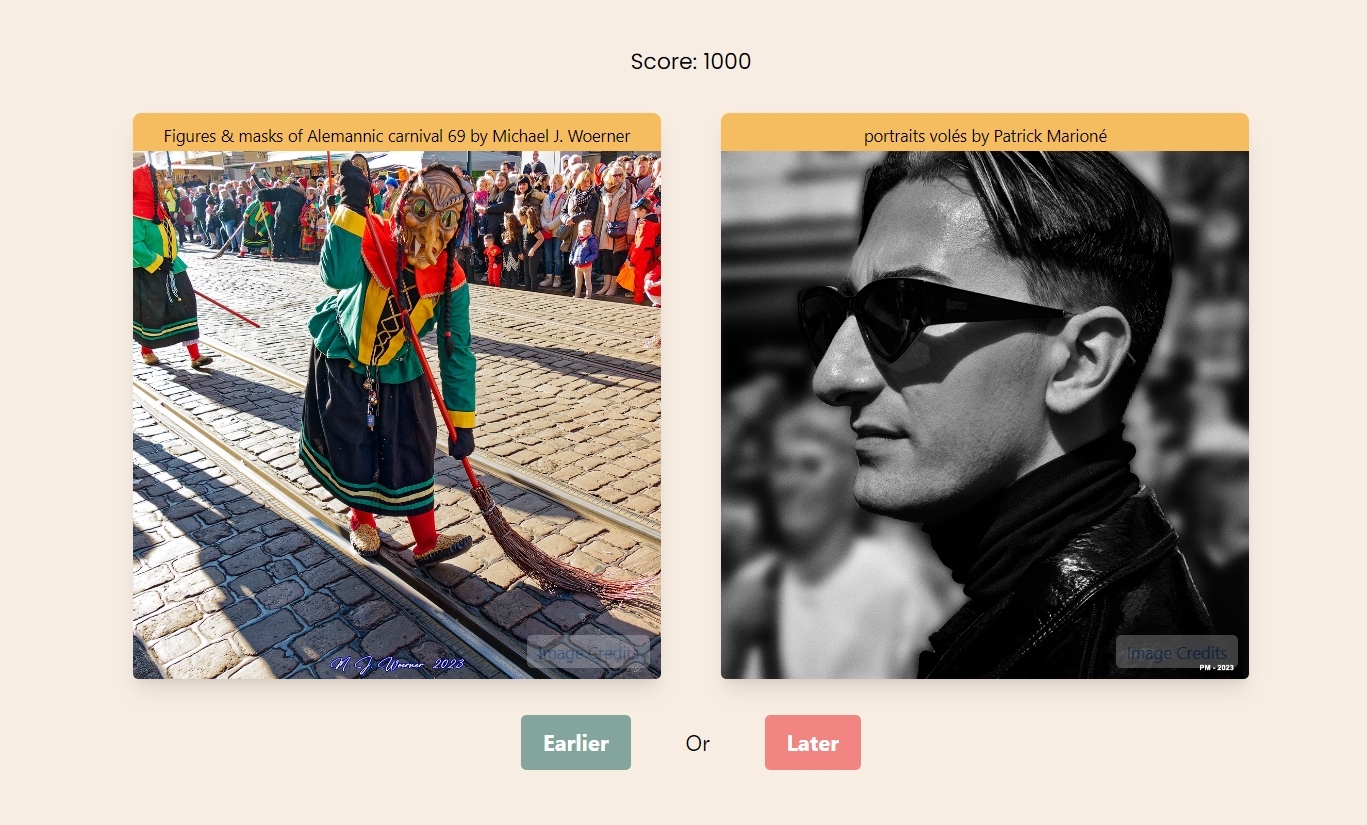 Score: 1000
Figures & masks of Alemannic carnival 69 by Michael J. Woerner
portraits volés by Patrick Marioné
M J Woerner 2023
Image Credits
Image Credits
PM - 2023
Earlier
Or
Later